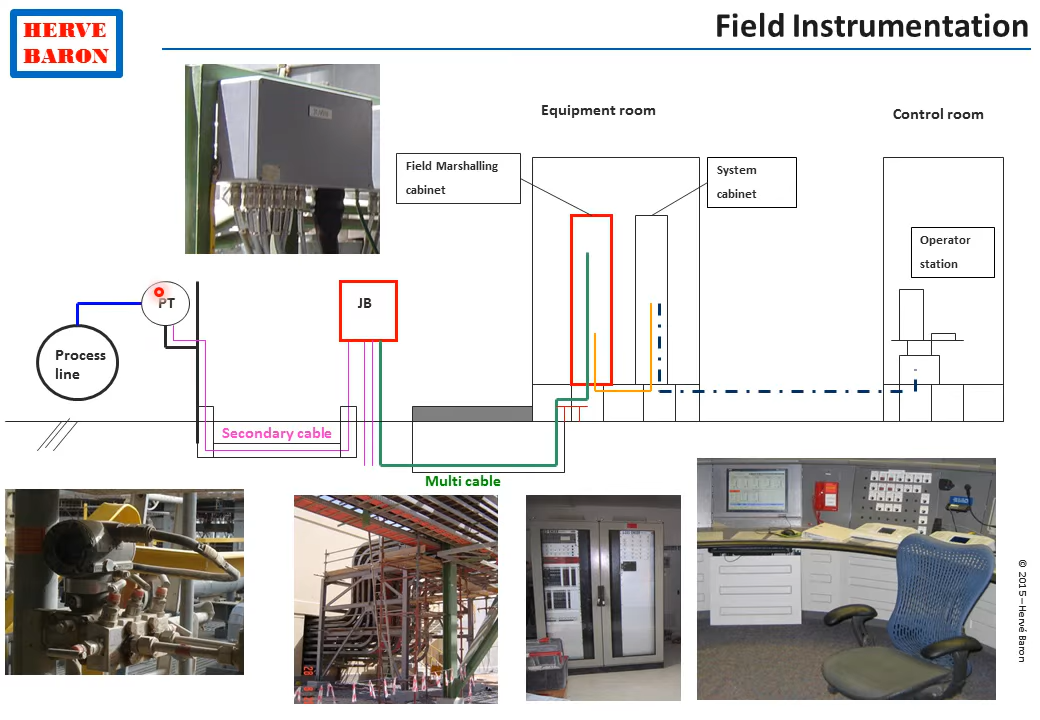 HERVE
BARON
Field Instrumentation
Equipment room
Control room
Field Marshalling
cabinet
System
cabinet
Operator
station
PT
JB
Process
line
Secondary cable
Multi cable
© 2015 – Hervé Baron